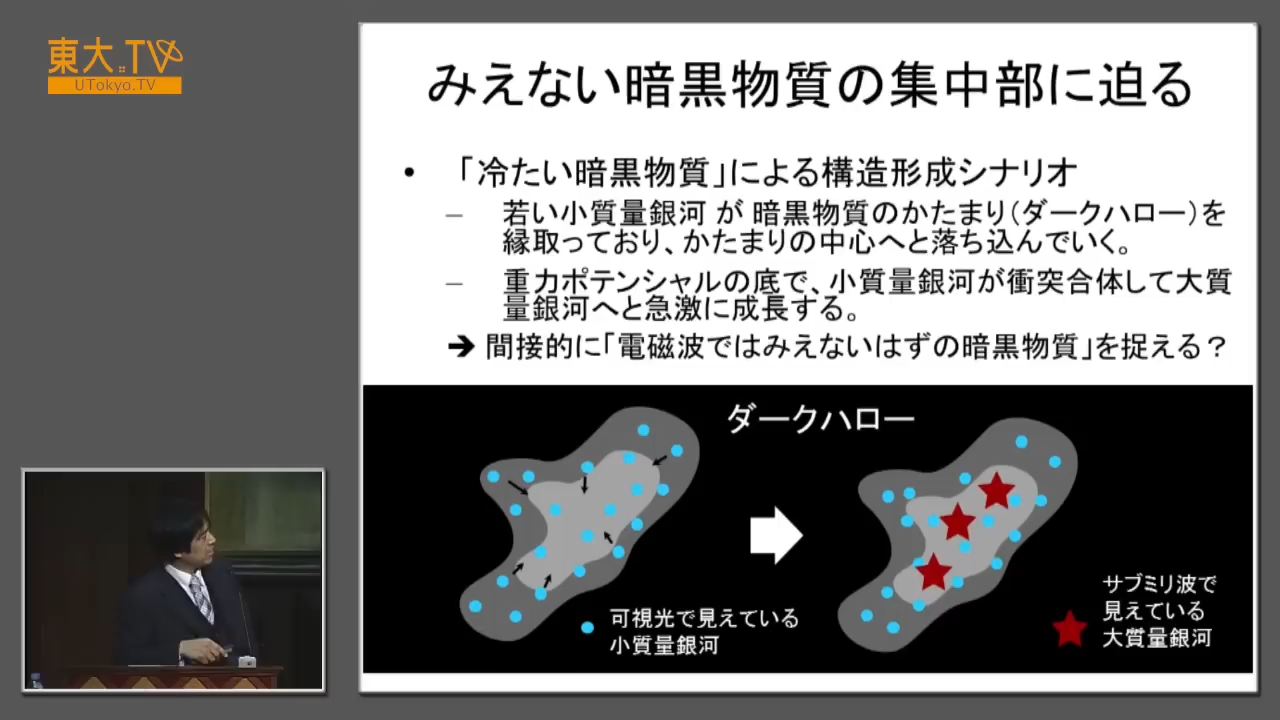 東大.TV
UTokyo.TV
みえない暗黒物質の集中部に迫る
• 「冷たい暗黒物質」による構造形成シナリオ
– 若い小質量銀河 が 暗黒物質のかたまり(ダークハロー)を
縁取っており、かたまりの中心へと落ち込んでいく。
– 重力ポテンシャルの底で、小質量銀河が衝突合体して大質
量銀河へと急激に成長する。
➔ 間接的に「電磁波ではみえないはずの暗黒物質」を捉える？
ダークハロー
可視光で見えている
小質量銀河
サブミリ波で
見えている
大質量銀河